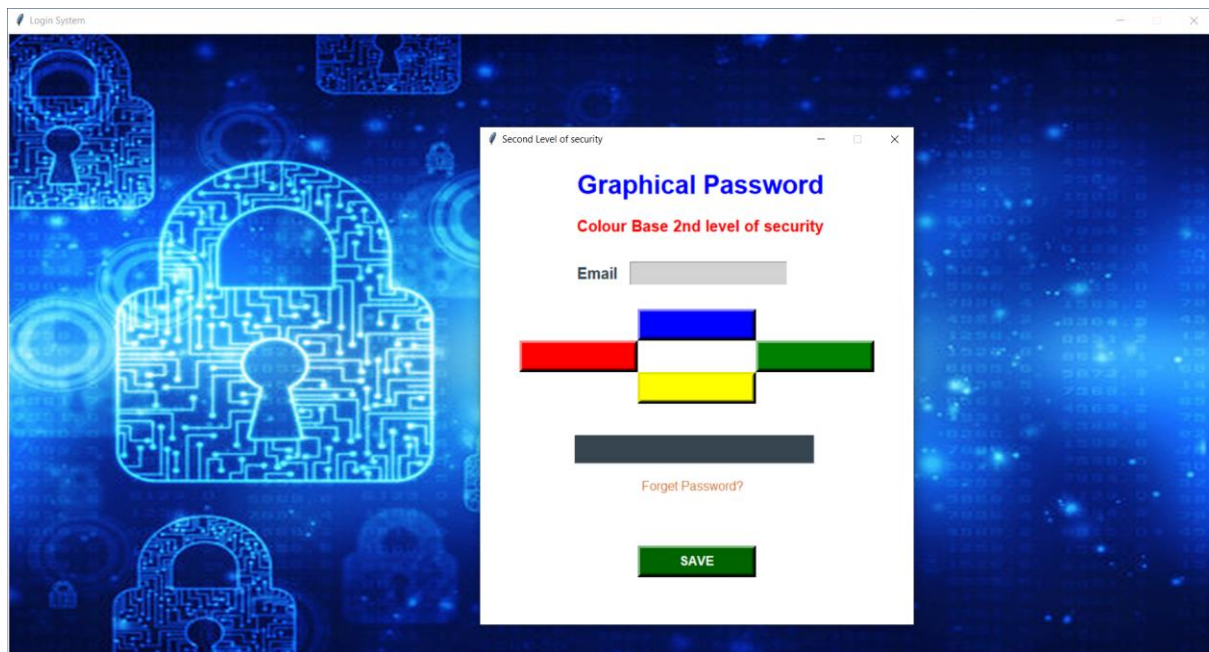 Login System
Second Level of security
Graphical Password
Colour Base 2nd level of security
Email
Forget Password?
SAVE